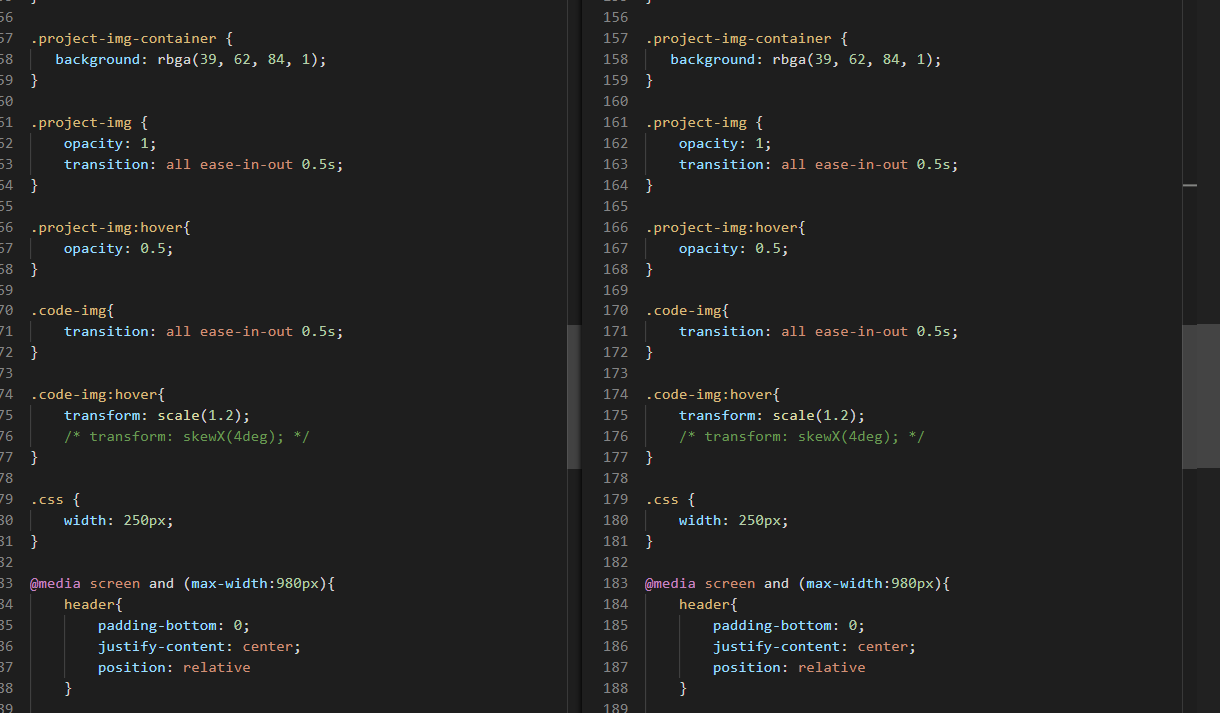 56
57 .project-img-container {
58 background: rbga(39, 62, 84, 1);
59 }
60
61 .project-img {
62 opacity: 1;
63 transition: all ease-in-out 0.5s;
64 }
65
66 .project-img:hover{
67 opacity: 0.5;
68 }
69
70 .code-img{
71 transition: all ease-in-out 0.5s;
72 }
73
74 .code-img:hover{
75 transform: scale(1.2);
76 /* transform: skewX(4deg); */
77 }
78
79 .css {
80 width: 250px;
81 }
82
83 @media screen and (max-width:980px){
84 header{
85 padding-bottom: 0;
86 justify-content: center;
87 position: relative
88 }
89
156
157 .project-img-container {
158 background: rbga(39, 62, 84, 1);
159 }
160
161 .project-img {
162 opacity: 1;
163 transition: all ease-in-out 0.5s;
164 }
165
166 .project-img:hover{
167 opacity: 0.5;
168 }
169
170 .code-img{
171 transition: all ease-in-out 0.5s;
172 }
173
174 .code-img:hover{
175 transform: scale(1.2);
176 /* transform: skewX(4deg); */
177 }
178
179 .css {
180 width: 250px;
181 }
182
183 @media screen and (max-width:980px){
184 header{
185 padding-bottom: 0;
186 justify-content: center;
187 position: relative
188 }
189